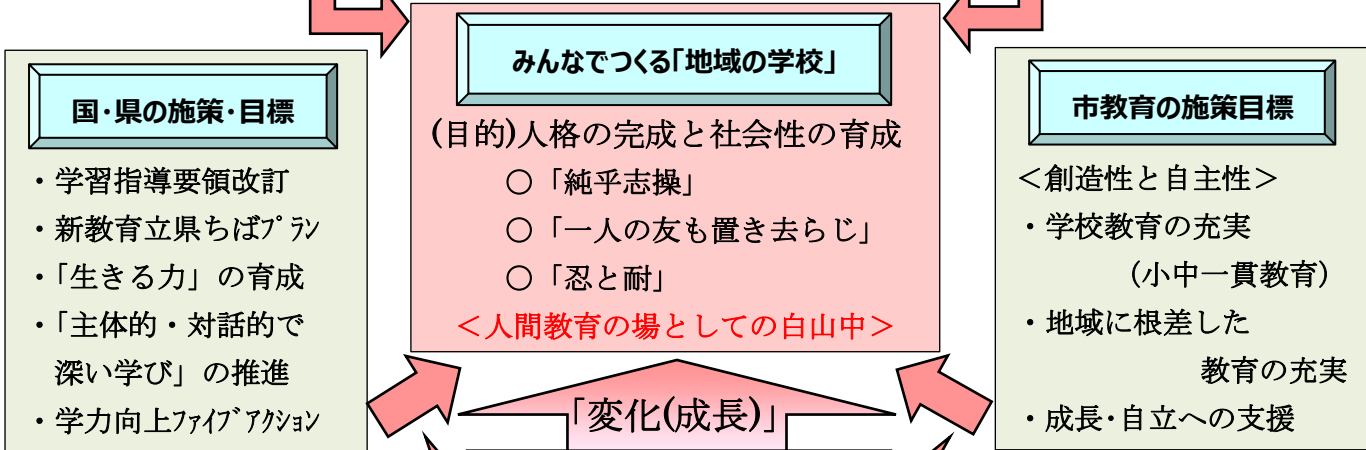 国・県の施策・目標
・学習指導要領改訂
・新教育立県ちばﾌﾟﾗﾝ
・「生きる力」の育成
・「主体的・対話的で
深い学び」の推進
・学力向上ﾌｧｲﾌﾞｱｸｼｮﾝ
みんなでつくる「地域の学校」
(目的)人格の完成と社会性の育成
○「純乎志操」
○「一人の友も置き去らじ」
○「忍と耐」
＜人間教育の場としての白山中＞
「変化(成長)」
市教育の施策目標
＜創造性と自主性＞
・学校教育の充実
（小中一貫教育）
・地域に根差した
教育の充実
・成長・自立への支援